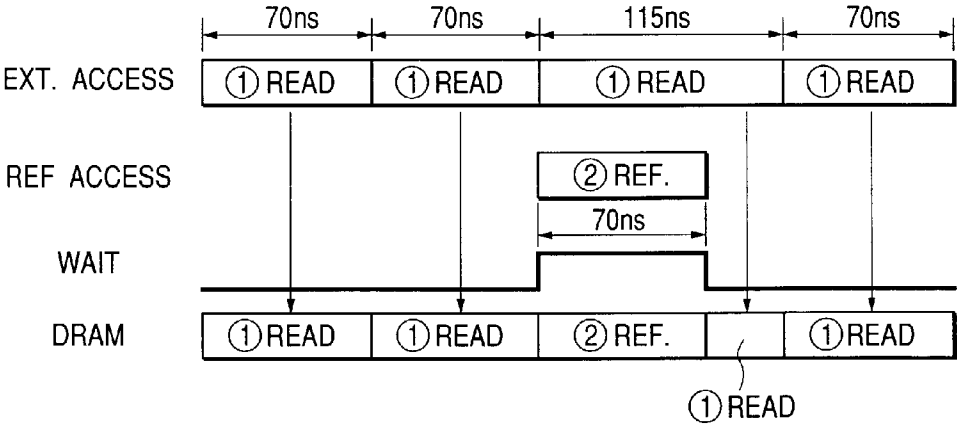 70ns 70ns 115ns 70ns
EXT. ACCESS ① READ ① READ ① READ ① READ
REF ACCESS ② REF.
70ns
WAIT
DRAM ① READ ① READ ② REF. ① READ
① READ